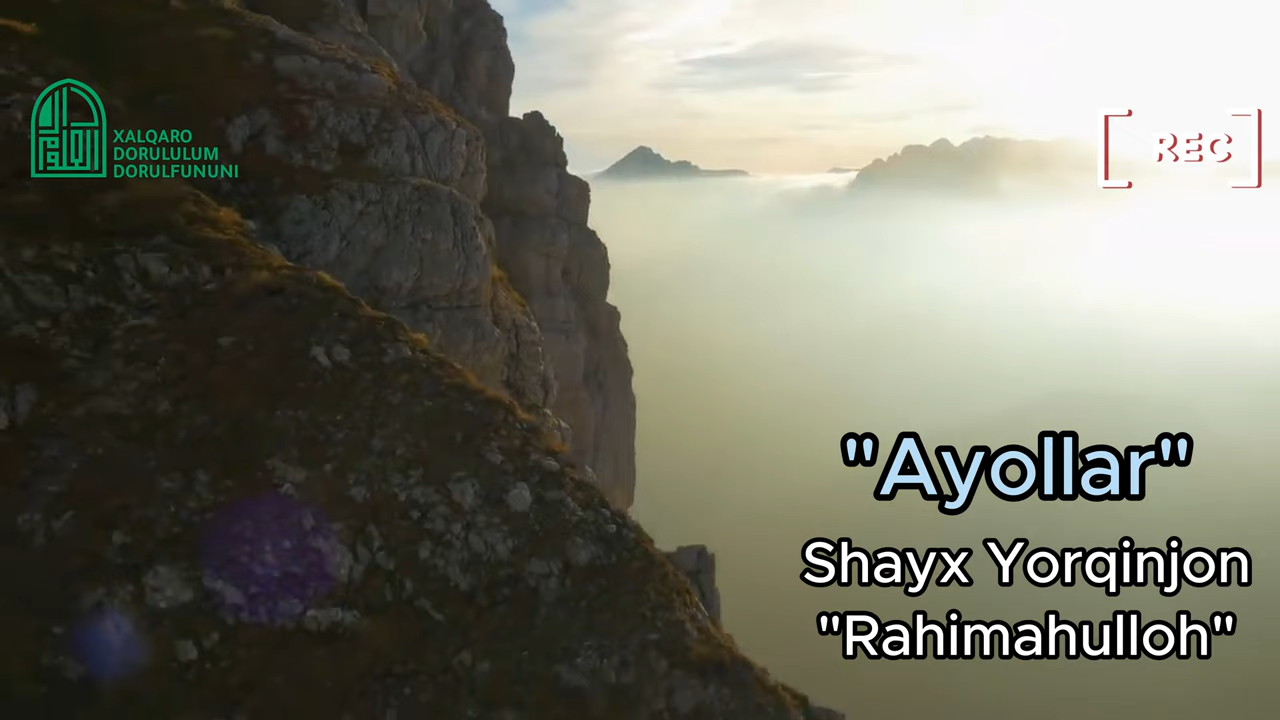 XALQARO
DORULULUM
DORULFUNUNI
REC
"Ayollar"
Shayx Yorqinjon
"Rahimahulloh"